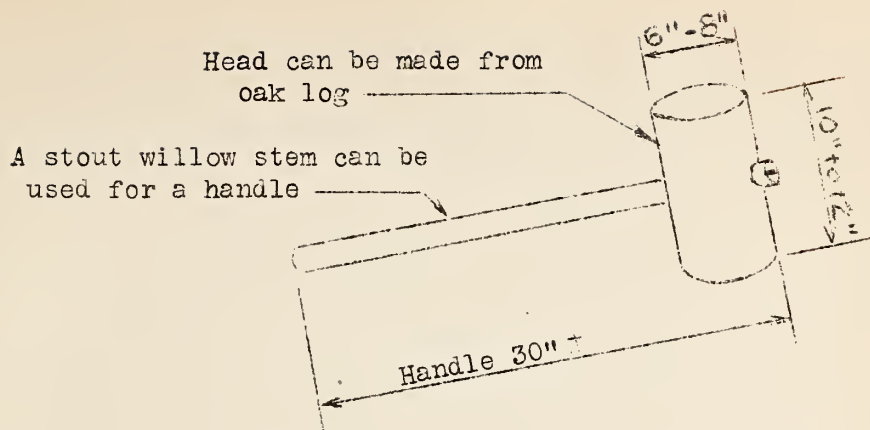 6"-8"
Head can be made from
oak log
10" to 12"
A stout willow stem can be
used for a handle
Handle 30" ±